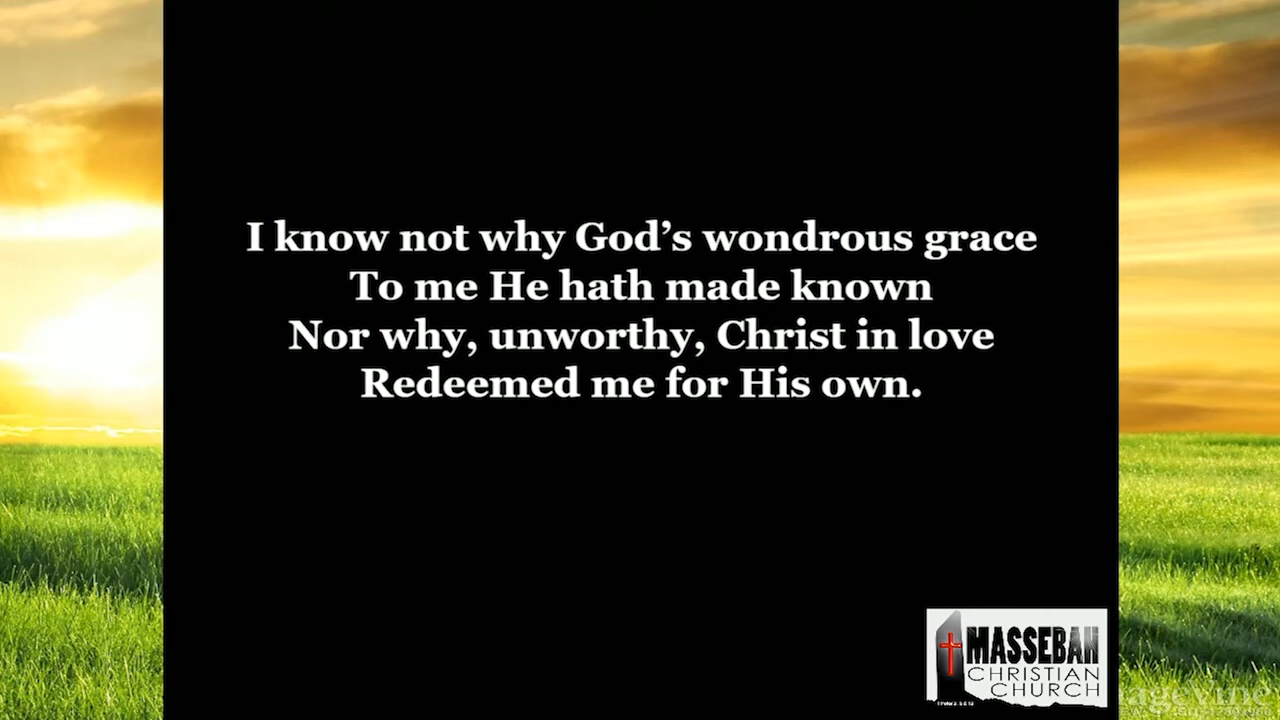 I know not why God’s wondrous grace
To me He hath made known
Nor why, unworthy, Christ in love
Redeemed me for His own.
MASSEBAH
CHRISTIAN
CHURCH